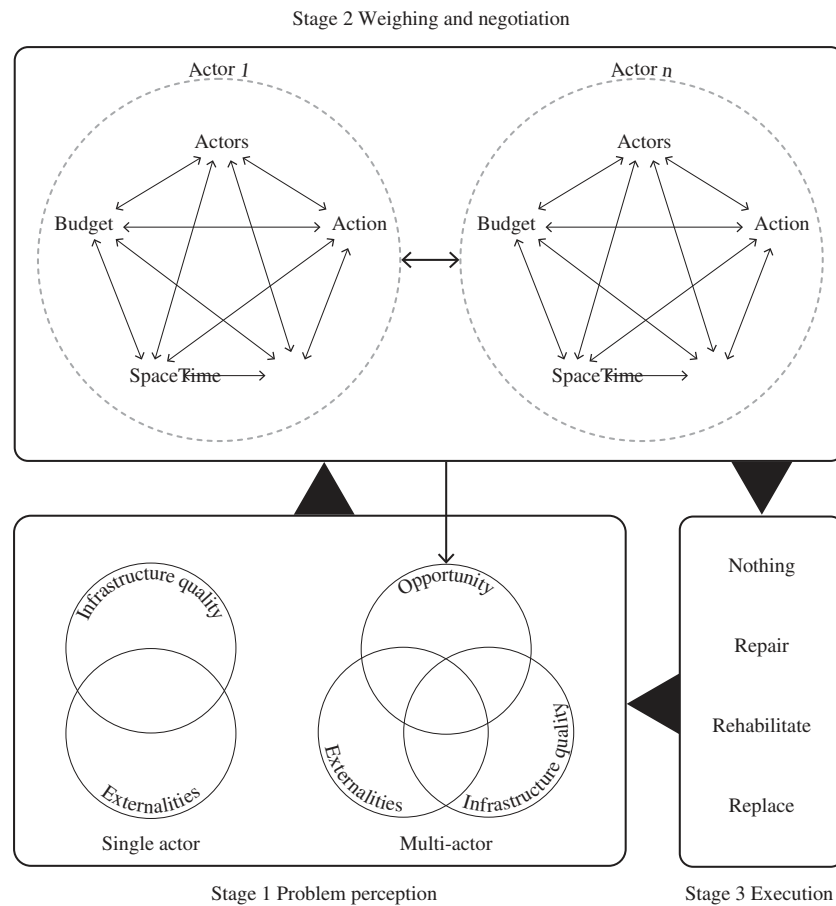 Stage 2 Weighing and negotiation
Actor 1
Actors
Budget
Action
Space
Time
Actor n
Actors
Budget
Action
Space
Time
Infrastructure quality
Externalities
Single actor
Opportunity
Externalities
Infrastructure quality
Multi-actor
Nothing
Repair
Rehabilitate
Replace
Stage 1 Problem perception
Stage 3 Execution